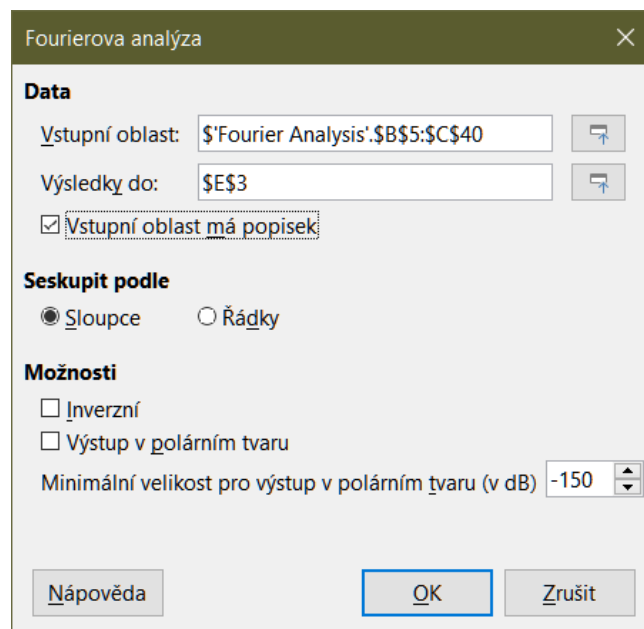 Fourierova analýza
Data
Vstupní oblast: $'Fourier Analysis'.$B$5:$C$40
Výsledky do: $E$3
Vstupní oblast má popisek
Seskupit podle
Sloupce Řádky
Možnosti
Inverzní
Výstup v polárním tvaru
Minimální velikost pro výstup v polárním tvaru (v dB) -150
Nápověda OK Zrušit